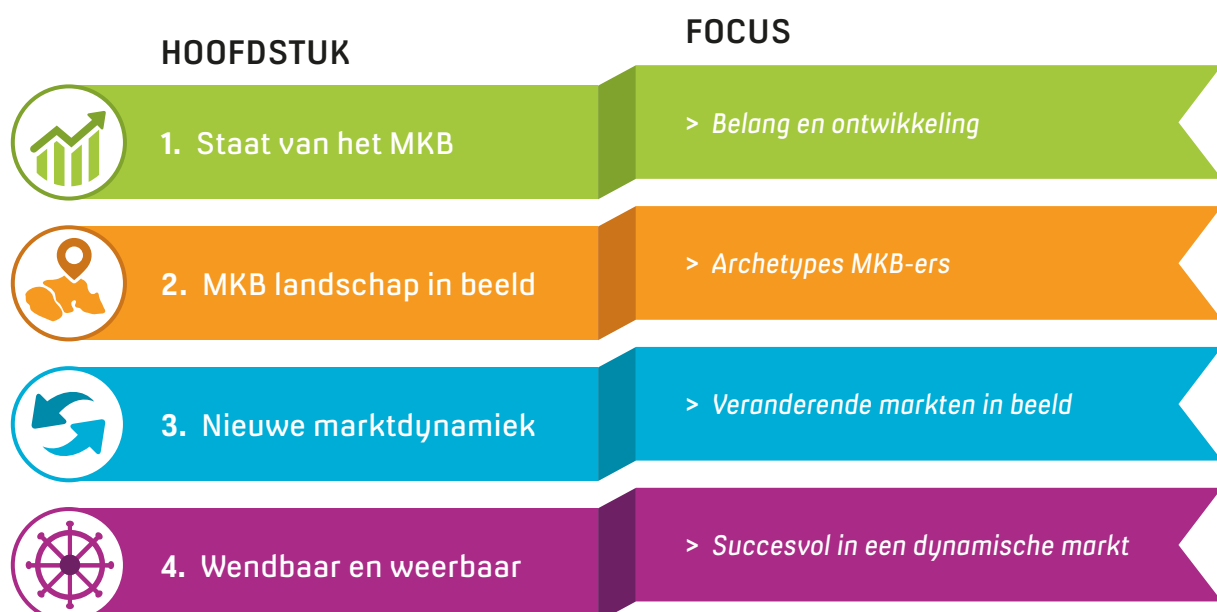 HOOFDSTUK
FOCUS
1. Staat van het MKB
> Belang en ontwikkeling
2. MKB landschap in beeld
> Archetypes MKB-ers
3. Nieuwe marktdynamiek
> Veranderende markten in beeld
4. Wendbaar en weerbaar
> Succesvol in een dynamische markt